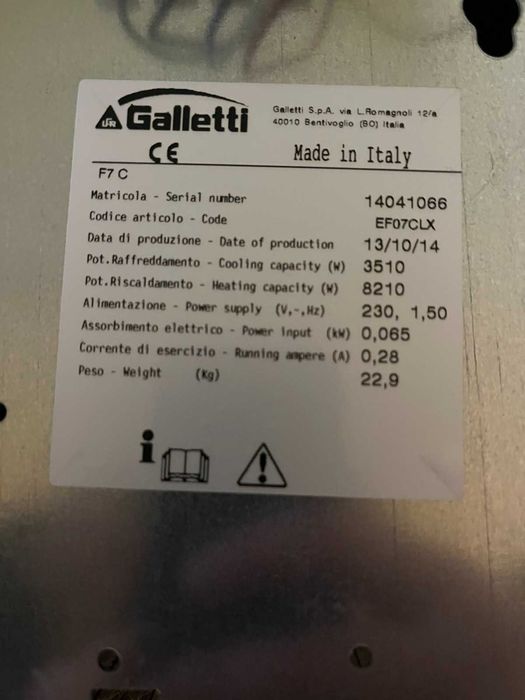 Galletti
Galletti S.p.A. via L.Romagnoli 12/a
40010 Bentivoglio (BO) Italia
CE Made in Italy
F7 C
Matricola - Serial number 14041066
Codice articolo - Code EF07CLX
Data di produzione - Date of production 13/10/14
Pot.Raffreddamento - Cooling capacity (W) 3510
Pot.Riscaldamento - Heating capacity (W) 8210
Alimentazione - Power supply (V,~,Hz) 230, 1,50
Assorbimento elettrico - Power input (kW) 0,065
Corrente di esercizio - Running ampere (A) 0,28
Peso - Weight (Kg) 22,9